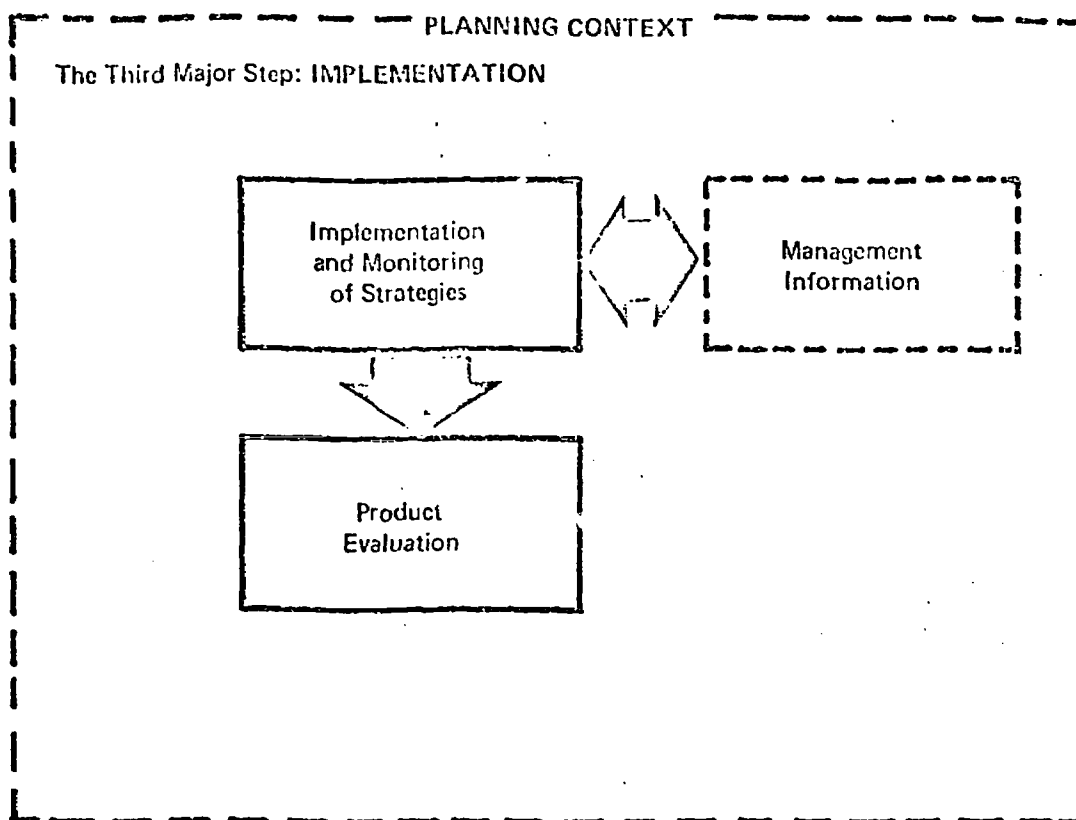 PLANNING CONTEXT
The Third Major Step: IMPLEMENTATION
Implementation
and Monitoring
of Strategies
Management
Information
Product
Evaluation